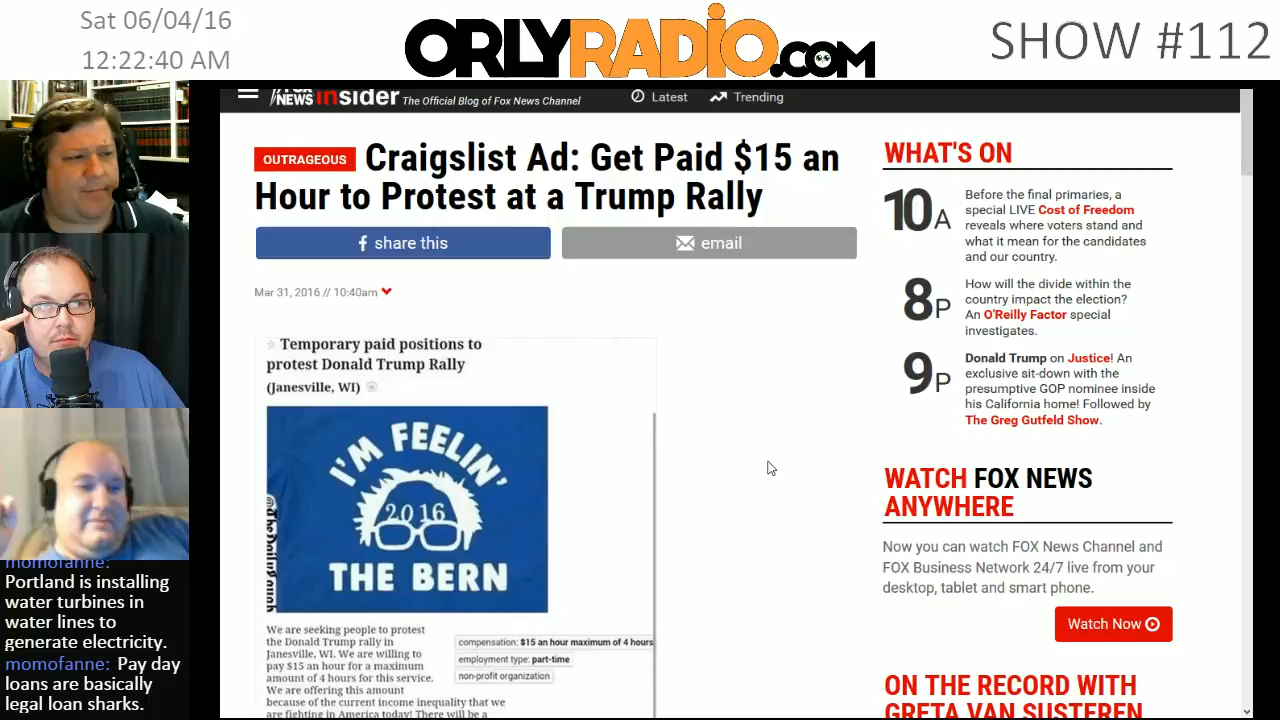 Sat 06/04/16
12:22:40 AM
ORLYRADIO.COM
SHOW #112
FOX NEWS insider The Official Blog of Fox News Channel
Latest
Trending
OUTRAGEOUS Craigslist Ad: Get Paid $15 an
Hour to Protest at a Trump Rally
f share this
email
Mar 31, 2016 // 10:40am
Temporary paid positions to
protest Donald Trump Rally
(Janesville, WI)
I'M FEELIN'
2016
THE BERN
We are seeking people to protest
the Donald Trump rally in
Janesville, WI. We are willing to
pay $15 an hour for a maximum
amount of 4 hours for this service.
We are offering this amount
because of the current income inequality that we
are fighting in America today! There will be a
compensation: $15 an hour maximum of 4 hours
employment type: part-time
non-profit organization
WHAT'S ON
10A
Before the final primaries, a
special LIVE Cost of Freedom
reveals where voters stand and
what it mean for the candidates
and our country.
8P
How will the divide within the
country impact the election?
An O'Reilly Factor special
investigates.
9P
Donald Trump on Justice! An
exclusive sit-down with the
presumptive GOP nominee inside
his California home! Followed by
The Greg Gutfeld Show.
WATCH FOX NEWS
ANYWHERE
Now you can watch FOX News Channel and
FOX Business Network 24/7 live from your
desktop, tablet and smart phone.
Watch Now
ON THE RECORD WITH
GRETA VAN SUSTEREN
momofanne:
Portland is installing
water turbines in
water lines to
generate electricity.
momofanne: Pay day
loans are basically
legal loan sharks.